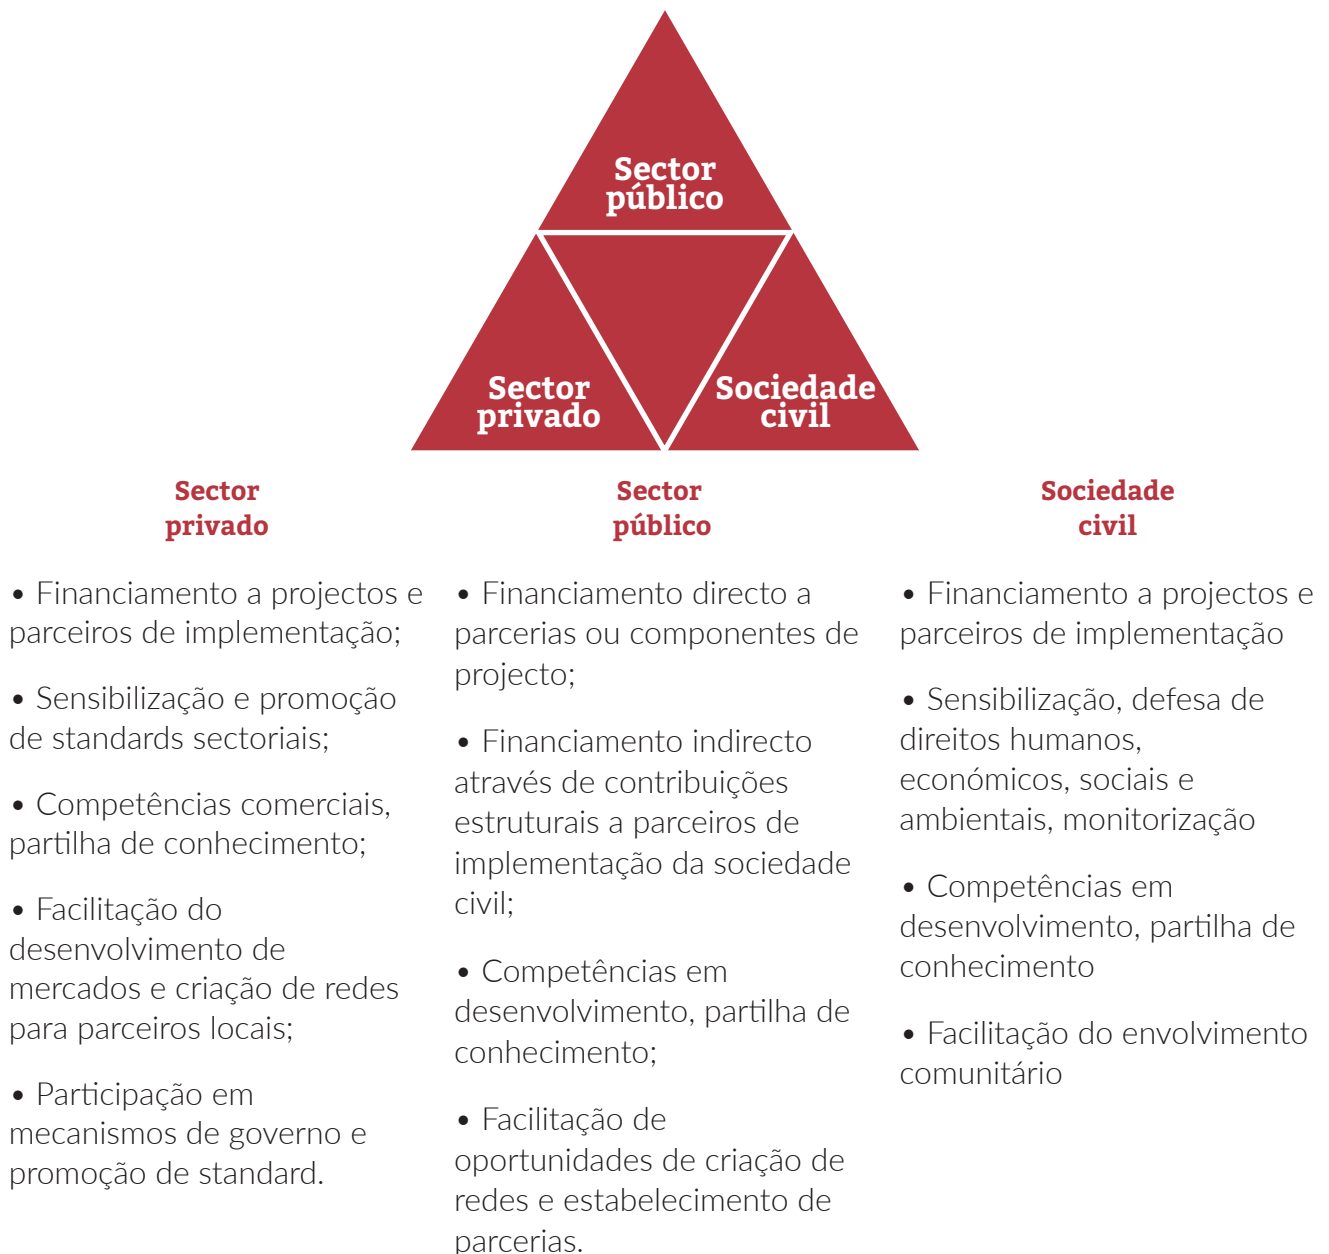 Sector
público
Sector
privado
Sociedade
civil
Sector
privado
• Financiamento a projectos e
parceiros de implementação;
• Sensibilização e promoção
de standards sectoriais;
• Competências comerciais,
partilha de conhecimento;
• Facilitação do
desenvolvimento de
mercados e criação de redes
para parceiros locais;
• Participação em
mecanismos de governo e
promoção de standard.
Sector
público
• Financiamento directo a
parcerias ou componentes de
projecto;
• Financiamento indirecto
através de contribuições
estruturais a parceiros de
implementação da sociedade
civil;
• Competências em
desenvolvimento, partilha de
conhecimento;
• Facilitação de
oportunidades de criação de
redes e estabelecimento de
parcerias.
Sociedade
civil
• Financiamento a projectos e
parceiros de implementação
• Sensibilização, defesa de
direitos humanos,
económicos, sociais e
ambientais, monitorização
• Competências em
desenvolvimento, partilha de
conhecimento
• Facilitação do envolvimento
comunitário